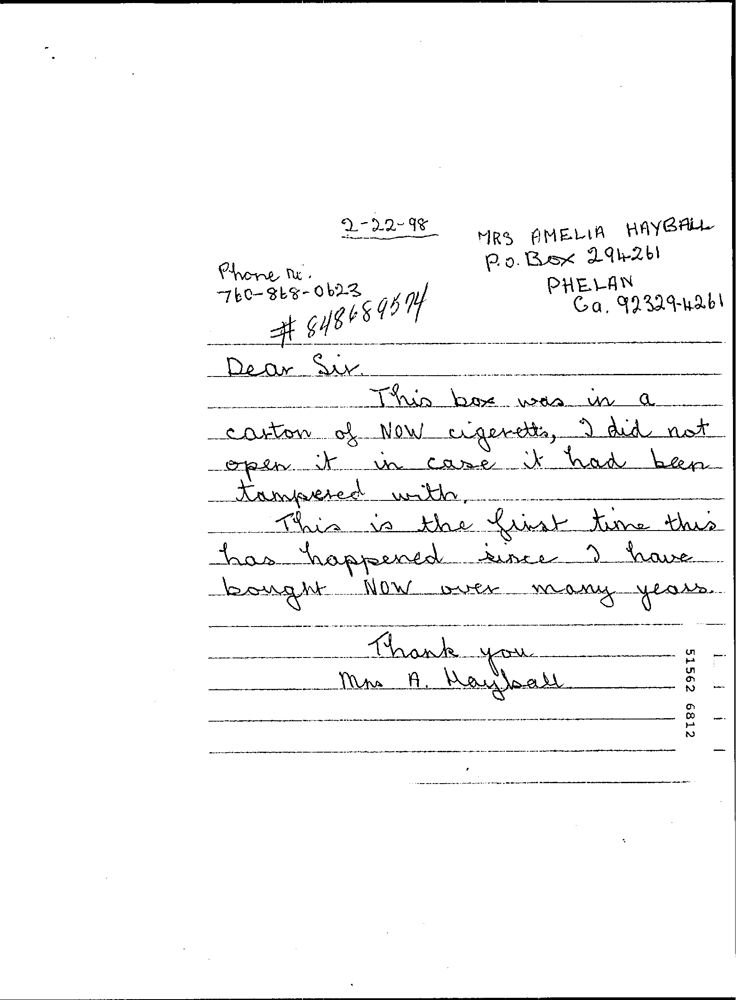 2-22-98
MRS AMELIA HAYBALL
P.O. Box 294261
PHELAN
Ca. 92329-4261
Phone Nr.
760-868-0623
# 848689574
Dear Sir.
This box was in a
carton of NOW cigeretts, I did not
open it in case it had been
tampered with.
This is the first time this
has happened since I have
bought NOW over many years.
Thank you
Mrs A. Hayball
51562 6812